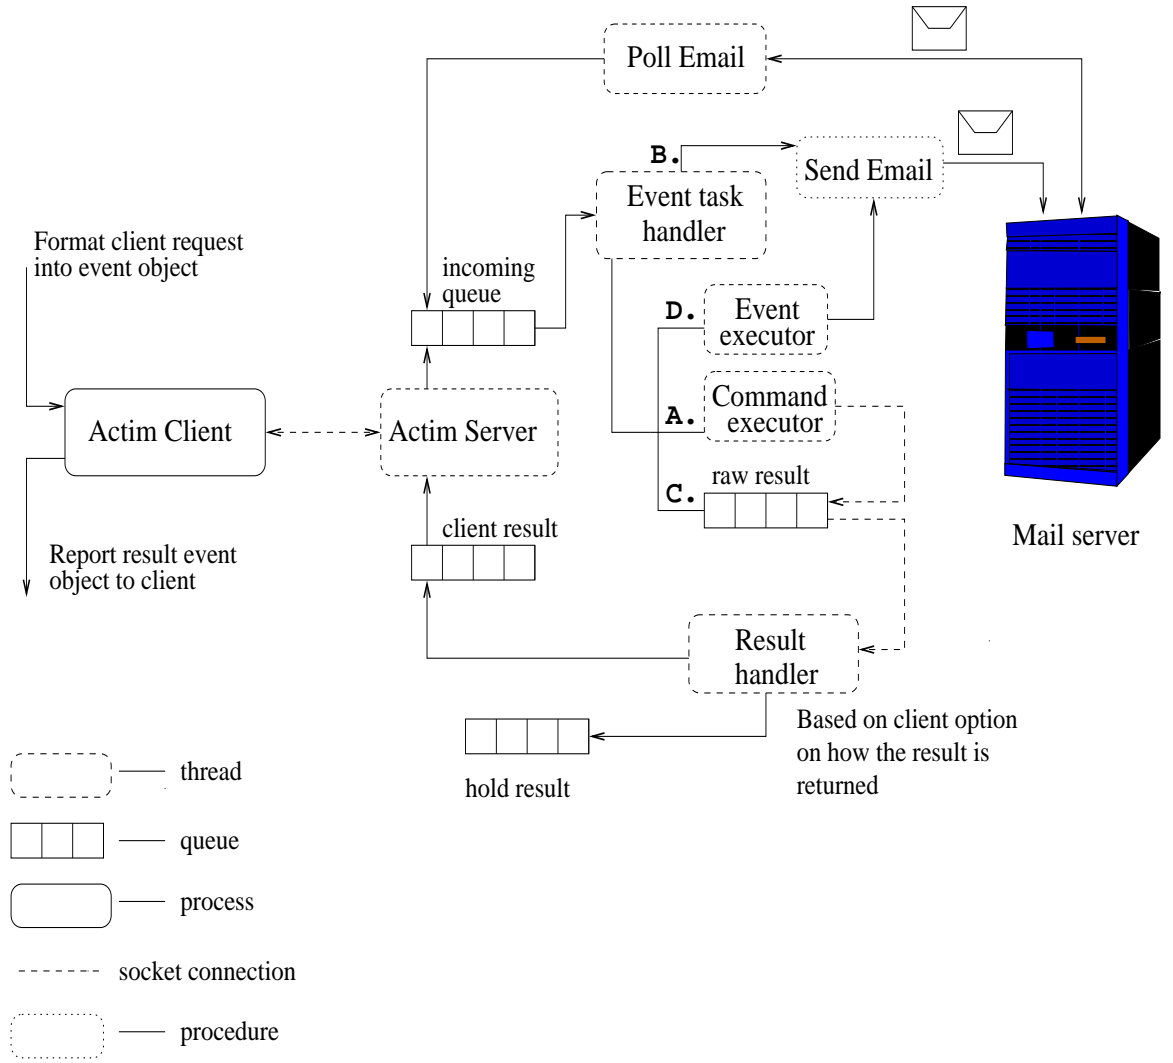 Poll Email
B.
Send Email
Event task
handler
Format client request
into event object
incoming
queue
D.
Event
executor
Actim Client
Actim Server
A.
Command
executor
C.
raw result
client result
Mail server
Report result event
object to client
Result
handler
Based on client option
on how the result is
returned
hold result
thread
queue
process
socket connection
procedure